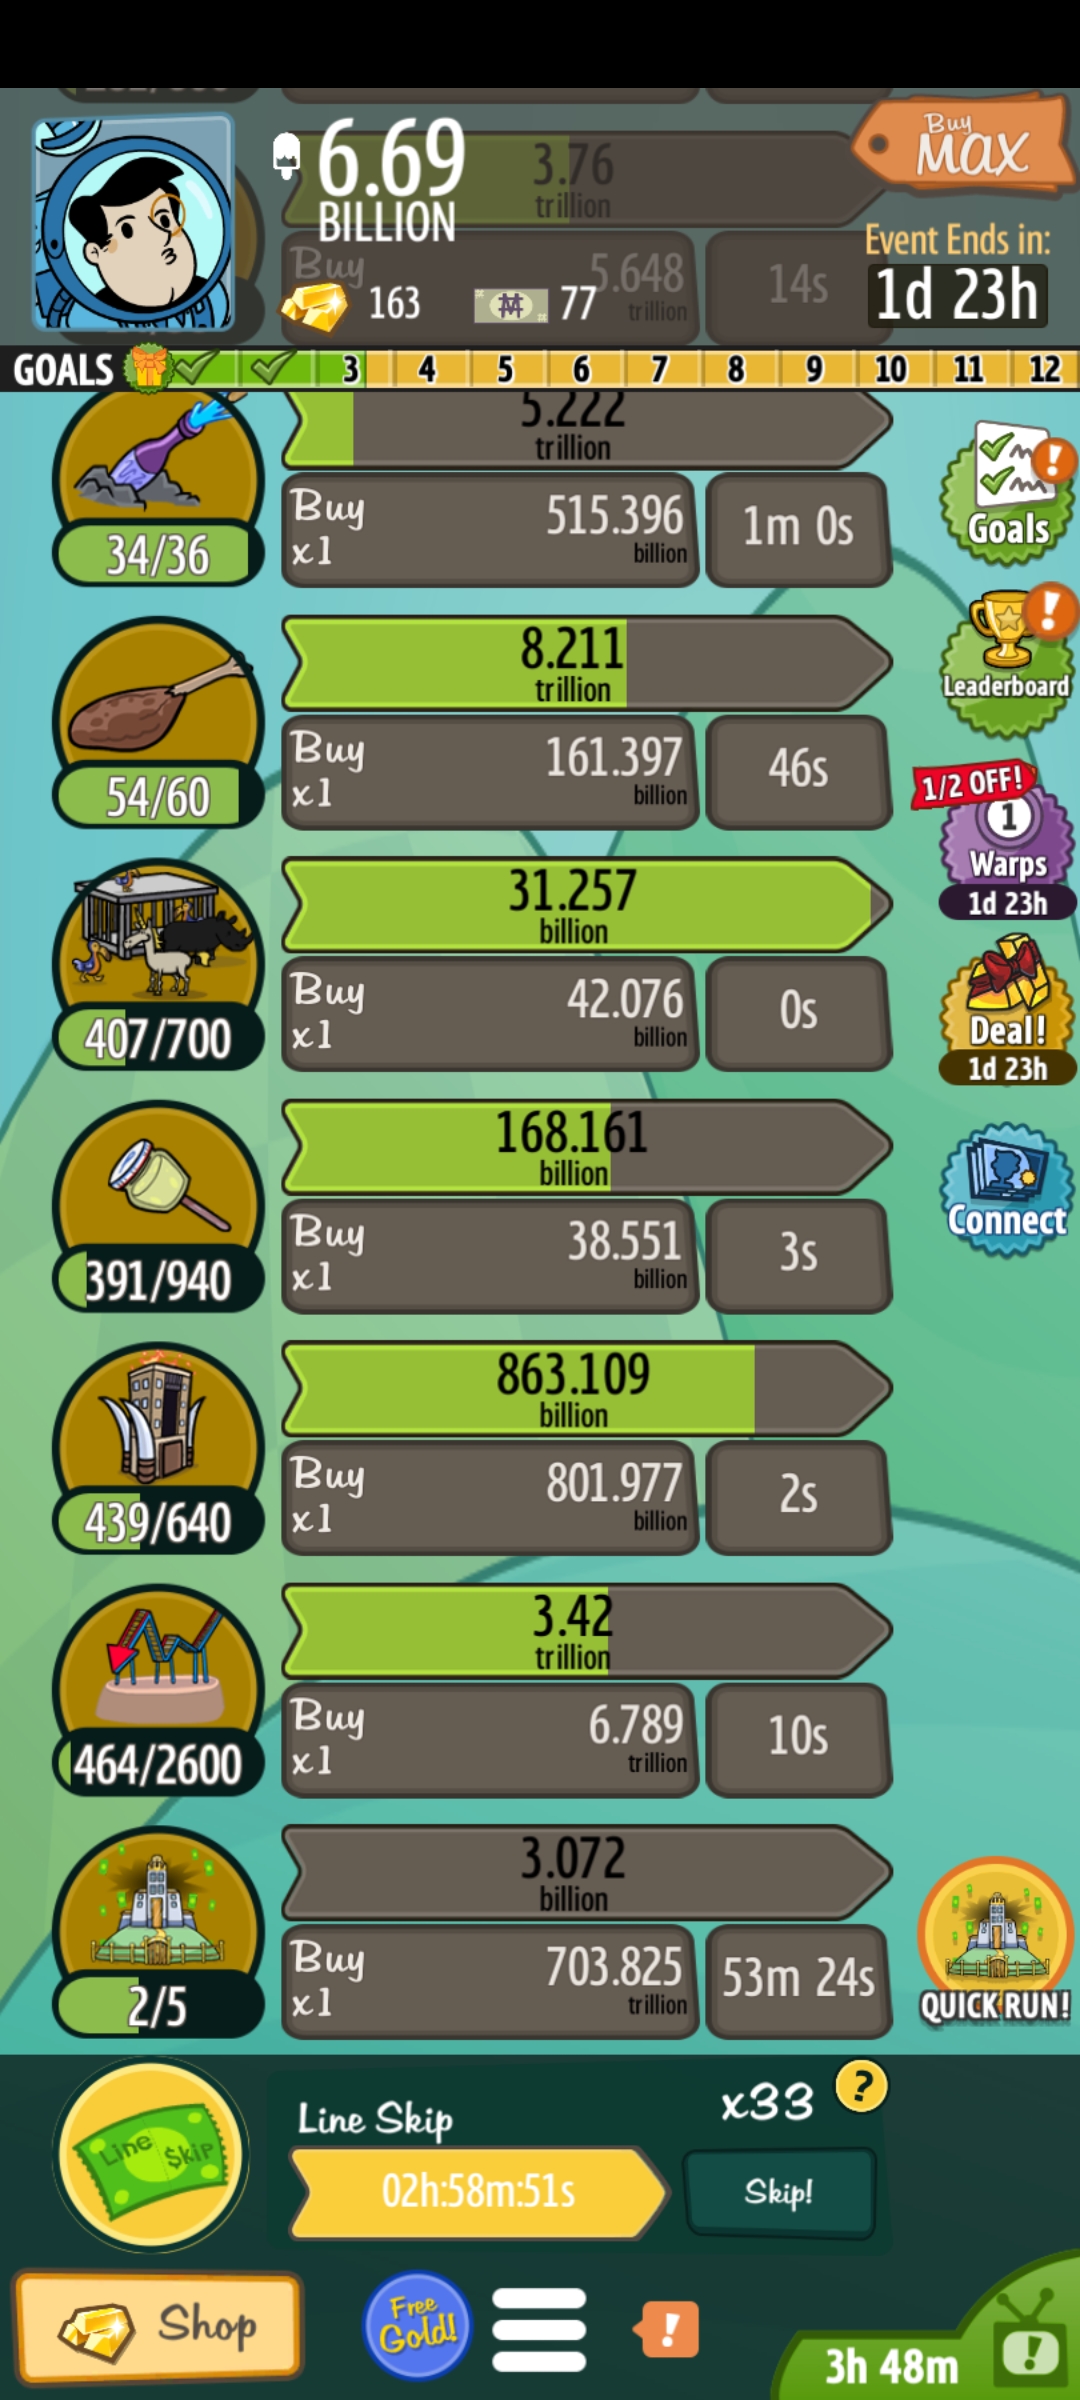 6.69
BILLION
3.76
trillion
Buy
MAX
Buy
5.648
trillion
14s
163
77
Event Ends in:
1d 23h
GOALS 3 4 5 6 7 8 9 10 11 12
5.222
trillion
34/36
Buy
x1
515.396
billion
1m 0s
Goals
8.211
trillion
54/60
Buy
x1
161.397
billion
46s
Leaderboard
1/2 OFF!
1
Warps
1d 23h
31.257
billion
407/700
Buy
x1
42.076
billion
0s
Deal!
1d 23h
168.161
billion
391/940
Buy
x1
38.551
billion
3s
Connect
863.109
billion
439/640
Buy
x1
801.977
billion
2s
3.42
trillion
464/2600
Buy
x1
6.789
trillion
10s
3.072
billion
2/5
Buy
x1
703.825
trillion
53m 24s
QUICK RUN!
Line $kip
Line Skip
x33
?
02h:58m:51s
Skip!
Shop
Free
Gold!
!
3h 48m
!